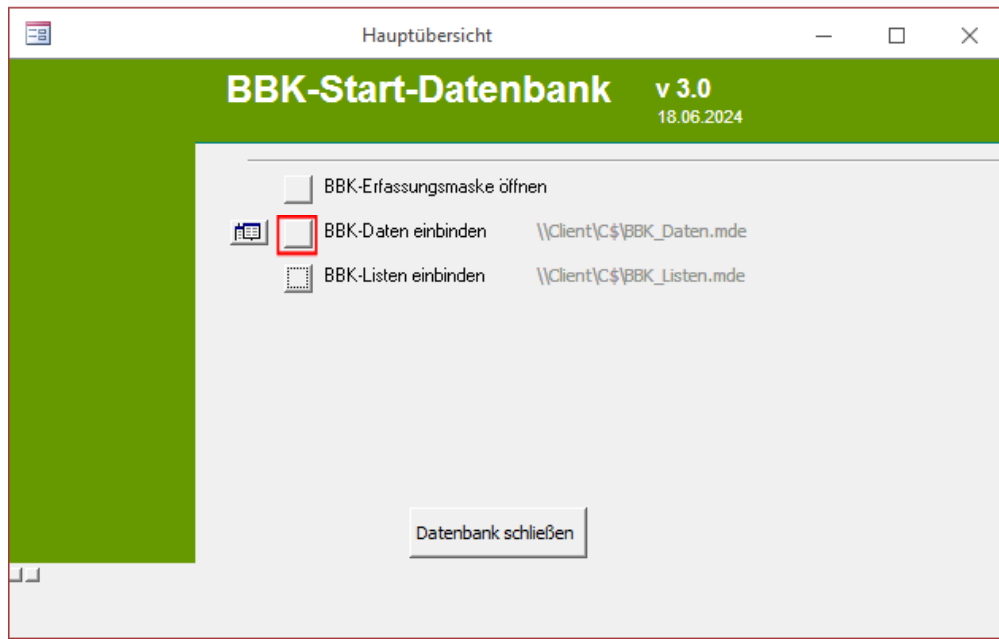 Hauptübersicht
BBK-Start-Datenbank v 3.0
18.06.2024
BBK-Erfassungsmaske öffnen
BBK-Daten einbinden \\Client\C$\BBK_Daten.mde
BBK-Listen einbinden \\Client\C$\BBK_Listen.mde
Datenbank schließen